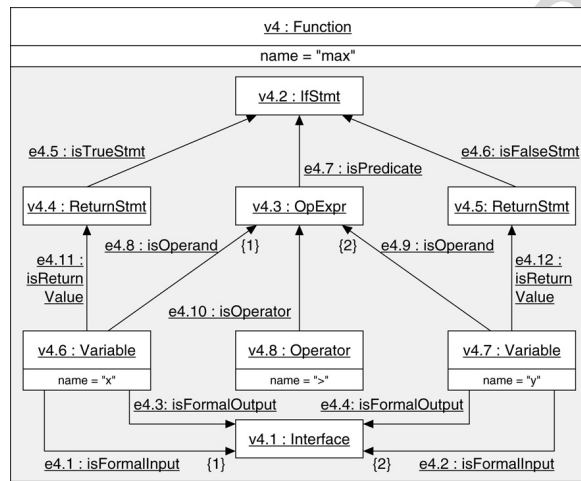 v4 : Function
name = "max"
v4.2 : IfStmt
e4.5 : isTrueStmt
e4.6: isFalseStmt
e4.7 : isPredicate
v4.4 : ReturnStmt
v4.3 : OpExpr
v4.5: ReturnStmt
e4.8 : isOperand
{1}
{2}
e4.9 : isOperand
e4.11 :
isReturn
Value
e4.12 :
isReturn
Value
e4.10 : isOperator
v4.6 : Variable
name = "x"
v4.8 : Operator
name = ">"
v4.7 : Variable
name = "y"
e4.3: isFormalOutput
e4.4: isFormalOutput
v4.1 : Interface
e4.1 : isFormalInput
{1}
{2}
e4.2 : isFormalInput